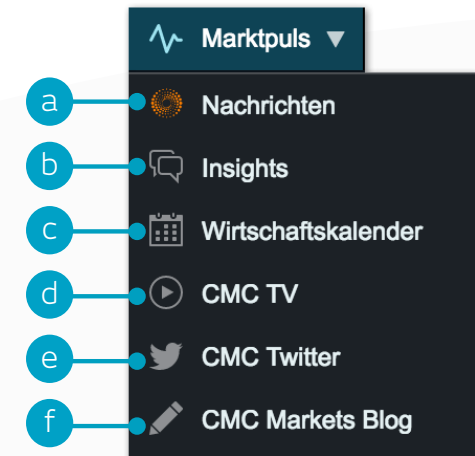 Marktpuls
a Nachrichten
b Insights
c Wirtschaftskalender
d CMC TV
e CMC Twitter
f CMC Markets Blog